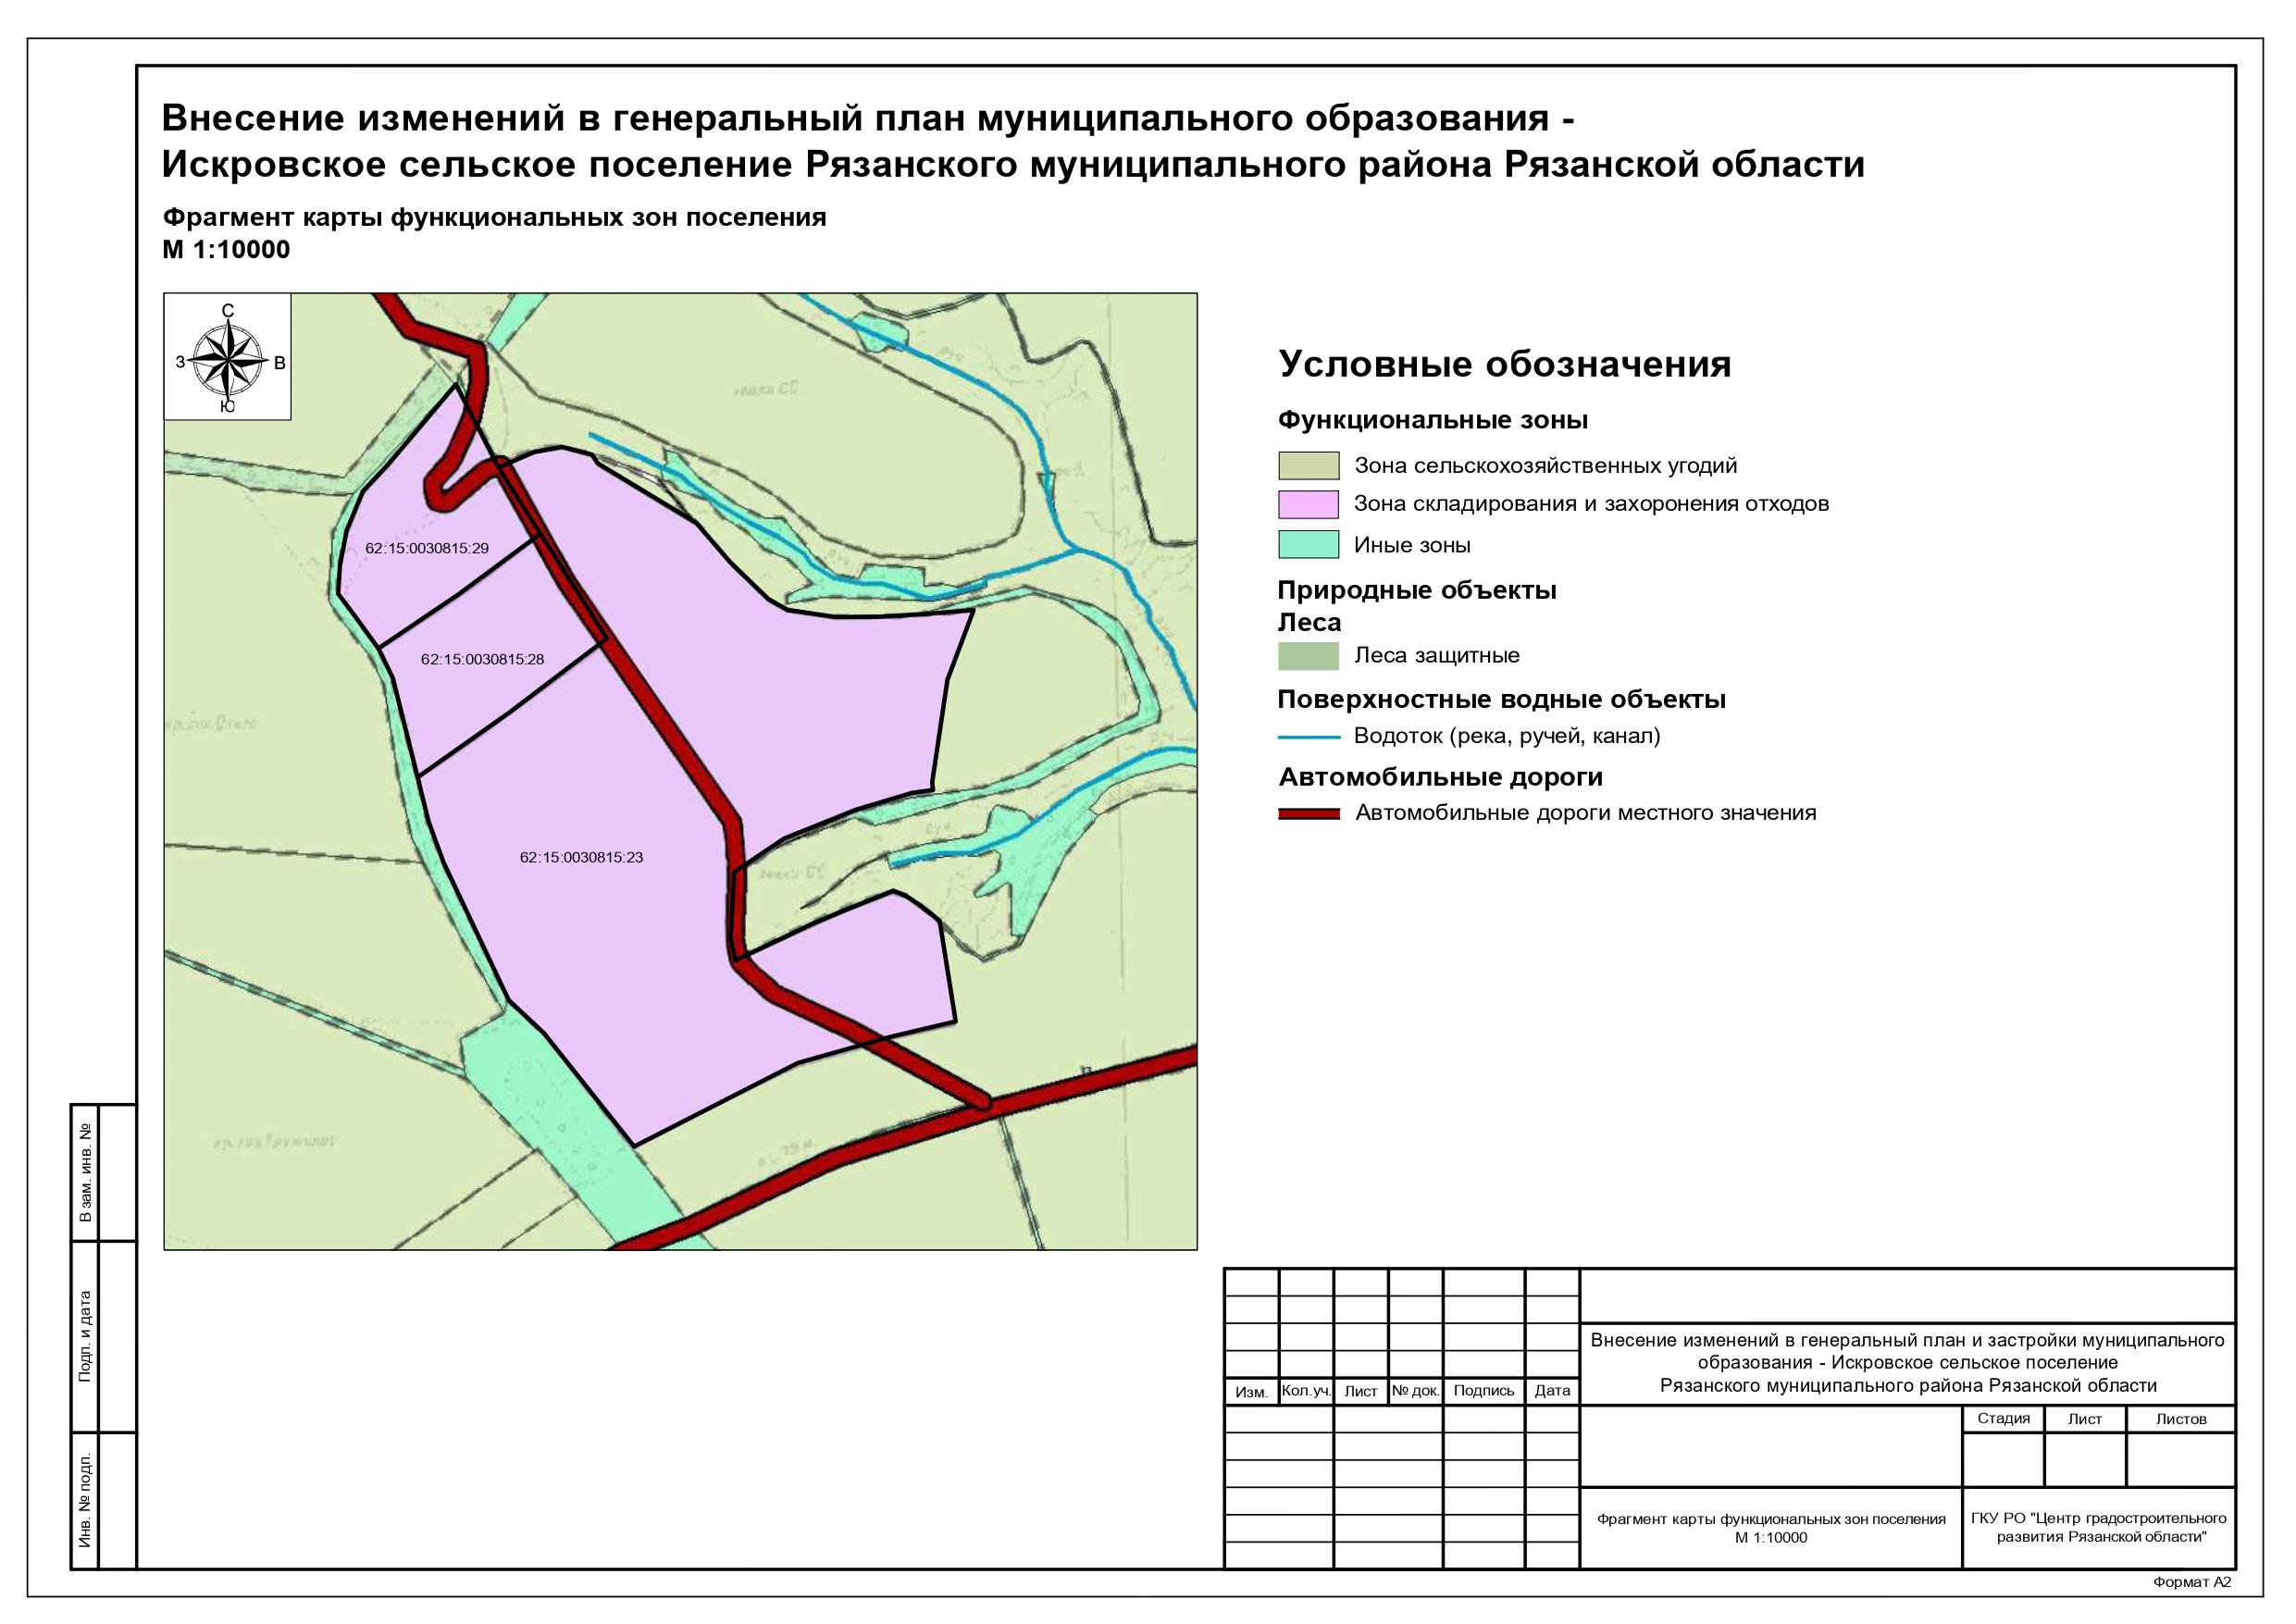 Внесение изменений в генеральный план муниципального образования -
Искровское сельское поселение Рязанского муниципального района Рязанской области
Фрагмент карты функциональных зон поселения
М 1:10000
С
З
В
Ю
62:15:0030815:29
62:15:0030815:28
62:15:0030815:23
Условные обозначения
Функциональные зоны
Зона сельскохозяйственных угодий
Зона складирования и захоронения отходов
Иные зоны
Природные объекты
Леса
Леса защитные
Поверхностные водные объекты
Водоток (река, ручей, канал)
Автомобильные дороги
Автомобильные дороги местного значения
Взам. инв. №
Подп. и дата
Инв. № подп.
Изм.
Кол.уч.
Лист
№ док.
Подпись
Дата
Внесение изменений в генеральный план и застройки муниципального
образования - Искровское сельское поселение
Рязанского муниципального района Рязанской области
Стадия
Лист
Листов
Фрагмент карты функциональных зон поселения
М 1:10000
ГКУ РО "Центр градостроительного
развития Рязанской области"
Формат А2